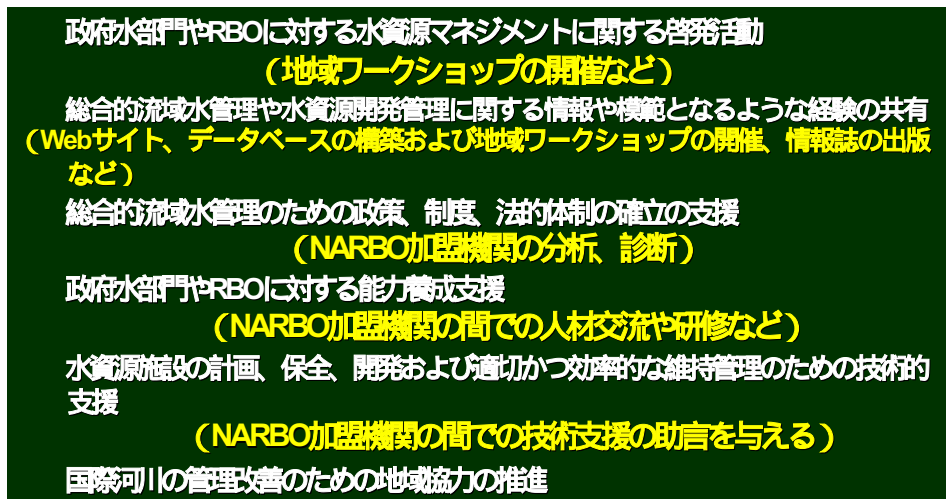 政府水部門やRBOに対する水資源マネジメントに関する啓発活動
（地域ワークショップの開催など）
総合的流域水管理や水資源開発管理に関する情報や模範となるような経験の共有
（Webサイト、データベースの構築および地域ワークショップの開催、情報誌の出版
など）
総合的流域水管理のための政策、制度、法的体制の確立の支援
（NARBO加盟機関の分析、診断）
政府水部門やRBOに対する能力養成支援
（NARBO加盟機関の間での人材交流や研修など）
水資源施設の計画、保全、開発および適切かつ効率的な維持管理のための技術的
支援
（NARBO加盟機関の間での技術支援の助言を与える）
国際河川の管理改善のための地域協力の推進